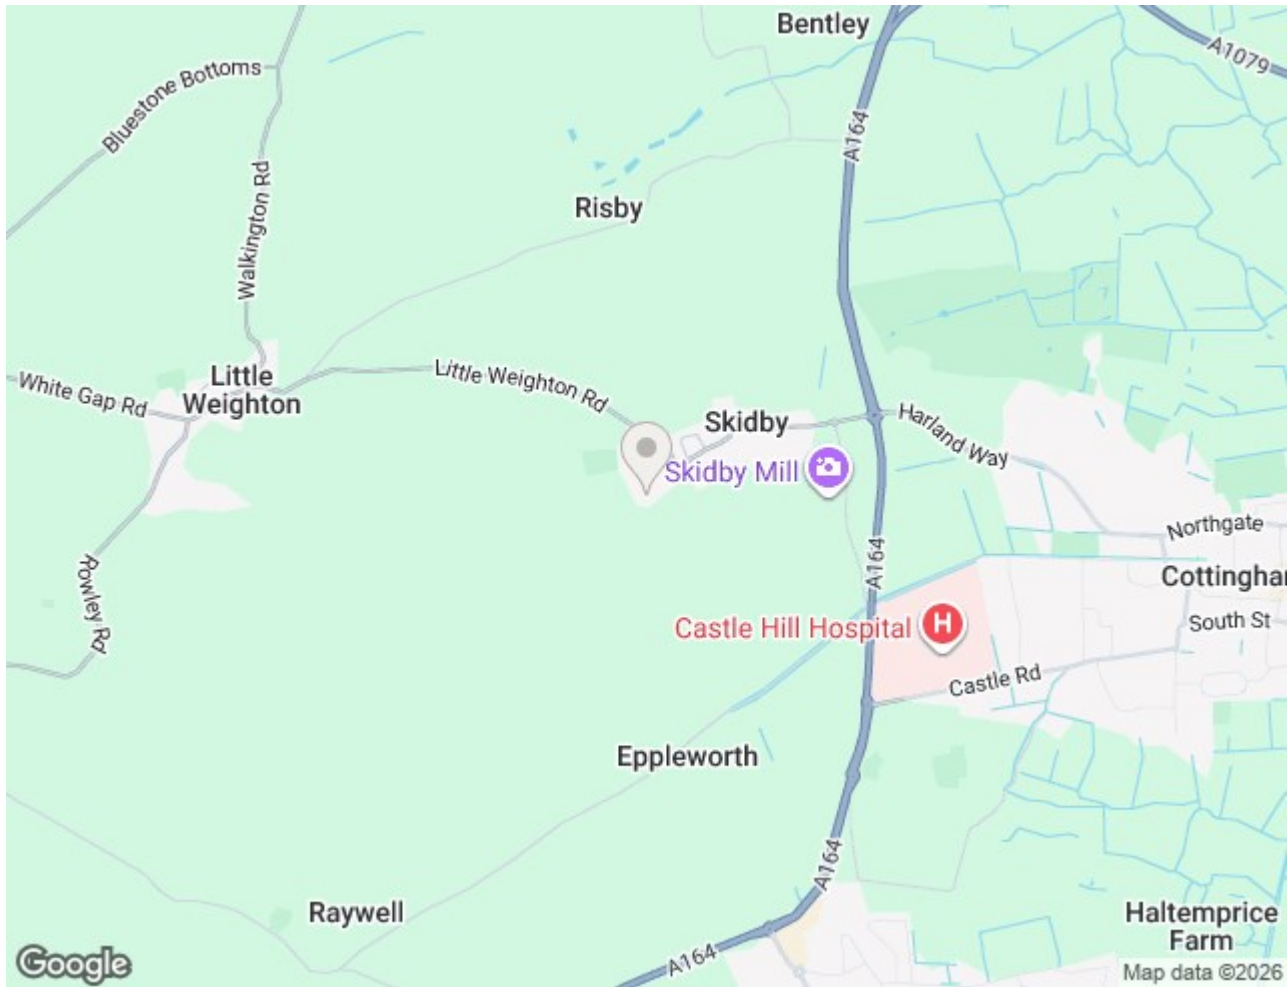 Bentley
A1079
Bluestone Bottoms
A164
Walkington Rd
Risby
Little
Weighton
White Gap Rd
Little Weighton Rd
Skidby
Harland Way
Skidby Mill
Northgate
A164
Cottinghar
Rowley Rd
South St
Castle Hill Hospital
H
Castle Rd
Eppleworth
A164
Raywell
Haltemprice
Farm
A164
Google
Map data ©2026